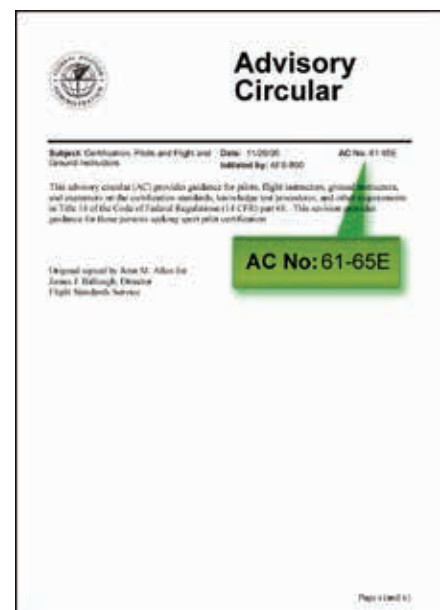 Advisory
Circular
Subject: Certification: Pilots and Flight and Ground Instructors
Date: 11/20/05
Initiated by: AFS-800
AC No: 61-65E
This advisory circular (AC) provides guidance for pilots, flight instructors, ground instructors,
and examiners on the certification standards, knowledge test procedures, and other requirements
in Title 14 of the Code of Federal Regulations (14 CFR) part 61. This revision provides
guidance for those persons seeking sport pilot certification.
AC No: 61-65E
Original signed by John M. Allen for
James J. Ballough, Director
Flight Standards Service